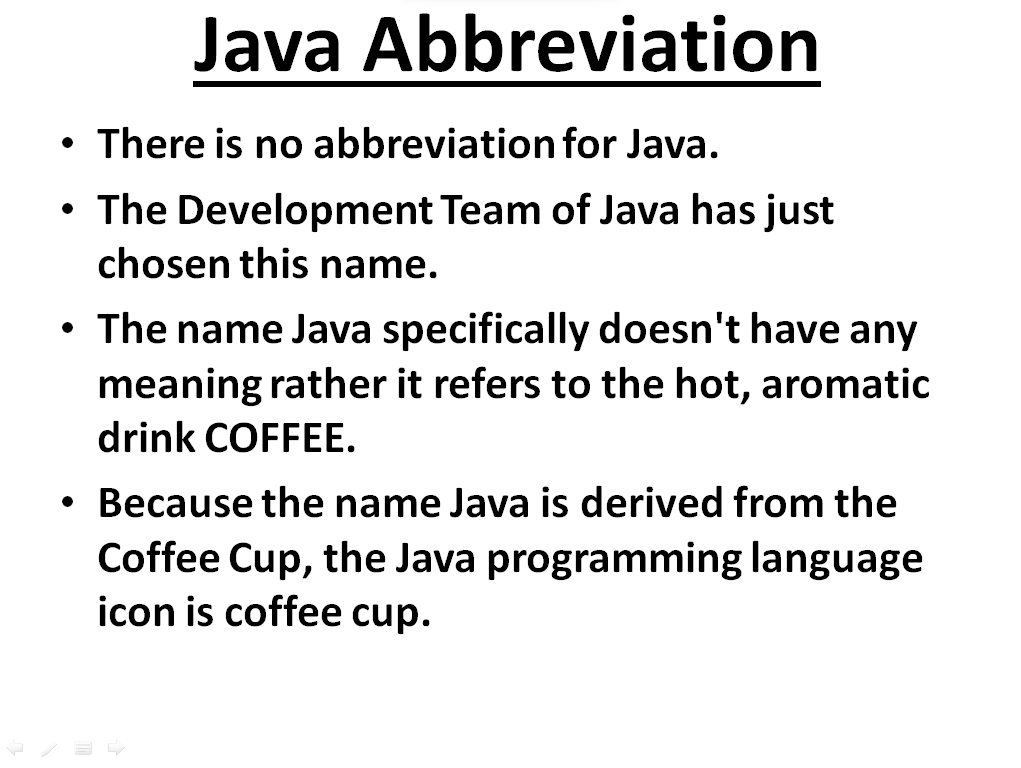 Java Abbreviation
• There is no abbreviation for Java.
• The Development Team of Java has just
chosen this name.
• The name Java specifically doesn't have any
meaning rather it refers to the hot, aromatic
drink COFFEE.
• Because the name Java is derived from the
Coffee Cup, the Java programming language
icon is coffee cup.